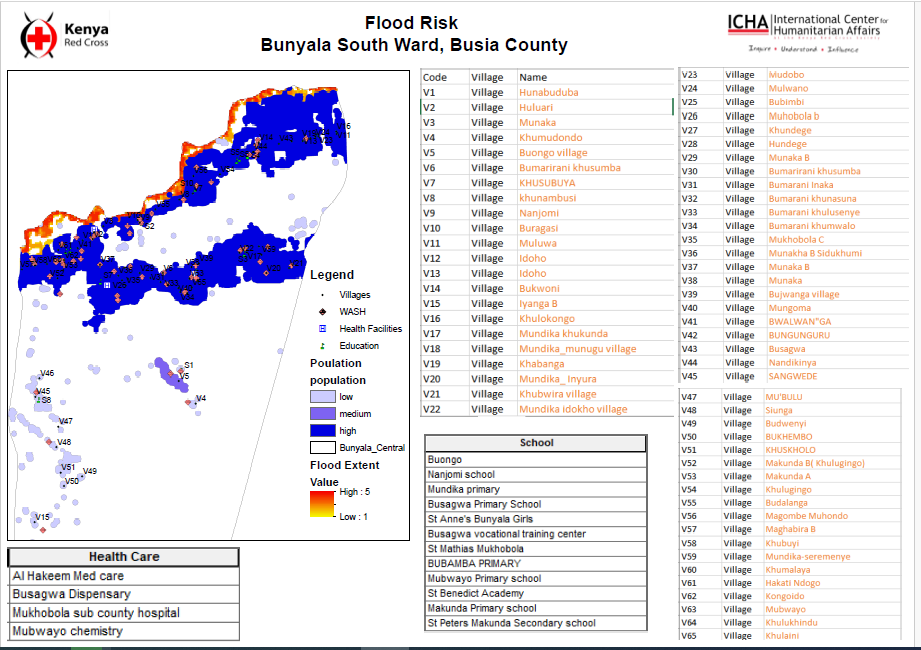 Kenya
Red Cross
Flood Risk
Bunyala South Ward, Busia County
ICHA International Center for
Humanitarian Affairs
Inquire • Understand • Influence
V16
S2
S1
V5
V4
V46
V45
S8
V47
V48
V51
V49
V50
V15
Legend
Villages
WASH
Health Facilities
Education
Poulation
population
low
medium
high
Bunyala_Central
Flood Extent
Value
High : 5
Low : 1
Health Care
Al Hakeem Med care
Busagwa Dispensary
Mukhobola sub county hospital
Mubwayo chemistry
Code Village Name
V1 Village Hunabuduba
V2 Village Huluari
V3 Village Munaka
V4 Village Khumudondo
V5 Village Buongo village
V6 Village Bumarirani khusumba
V7 Village KHUSUBUYA
V8 Village khunambusi
V9 Village Nanjomi
V10 Village Buragasi
V11 Village Muluwa
V12 Village Idoho
V13 Village Idoho
V14 Village Bukwoni
V15 Village Iyanga B
V16 Village Khulokongo
V17 Village Mundika khukunda
V18 Village Mundika_munugu village
V19 Village Khabanga
V20 Village Mundika_ Inyura
V21 Village Khubwira village
V22 Village Mundika idokho village
School
Buongo
Nanjomi school
Mundika primary
Busagwa Primary School
St Anne's Bunyala Girls
Busagwa vocational training center
St Mathias Mukhobola
BUBAMBA PRIMARY
Mubwayo Primary school
St Benedict Academy
Makunda Primary school
St Peters Makunda Secondary school
V23 Village Mudobo
V24 Village Mulwano
V25 Village Bubimbi
V26 Village Muhobola b
V27 Village Khundege
V28 Village Hundege
V29 Village Munaka B
V30 Village Bumarirani khusumba
V31 Village Bumarani Inaka
V32 Village Bumarani khunasuna
V33 Village Bumarani khulusenye
V34 Village Bumarani khumwalo
V35 Village Mukhobola C
V36 Village Munakha B Sidukhumi
V37 Village Munaka B
V38 Village Munaka
V39 Village Bujwanga village
V40 Village Mungoma
V41 Village BWALWAN"GA
V42 Village BUNGUNGURU
V43 Village Busagwa
V44 Village Nandikinya
V45 Village SANGWEDE
V47 Village MU'BULU
V48 Village Siunga
V49 Village Budwenyi
V50 Village BUKHEMBO
V51 Village KHUSKHOLO
V52 Village Makunda B( Khulugingo)
V53 Village Makunda A
V54 Village Khulugingo
V55 Village Budalanga
V56 Village Magombe Muhondo
V57 Village Maghabira B
V58 Village Khubuyi
V59 Village Mundika-seremenye
V60 Village Khumalaya
V61 Village Hakati Ndogo
V62 Village Kongoido
V63 Village Mubwayo
V64 Village Khulukhindu
V65 Village Khulaini